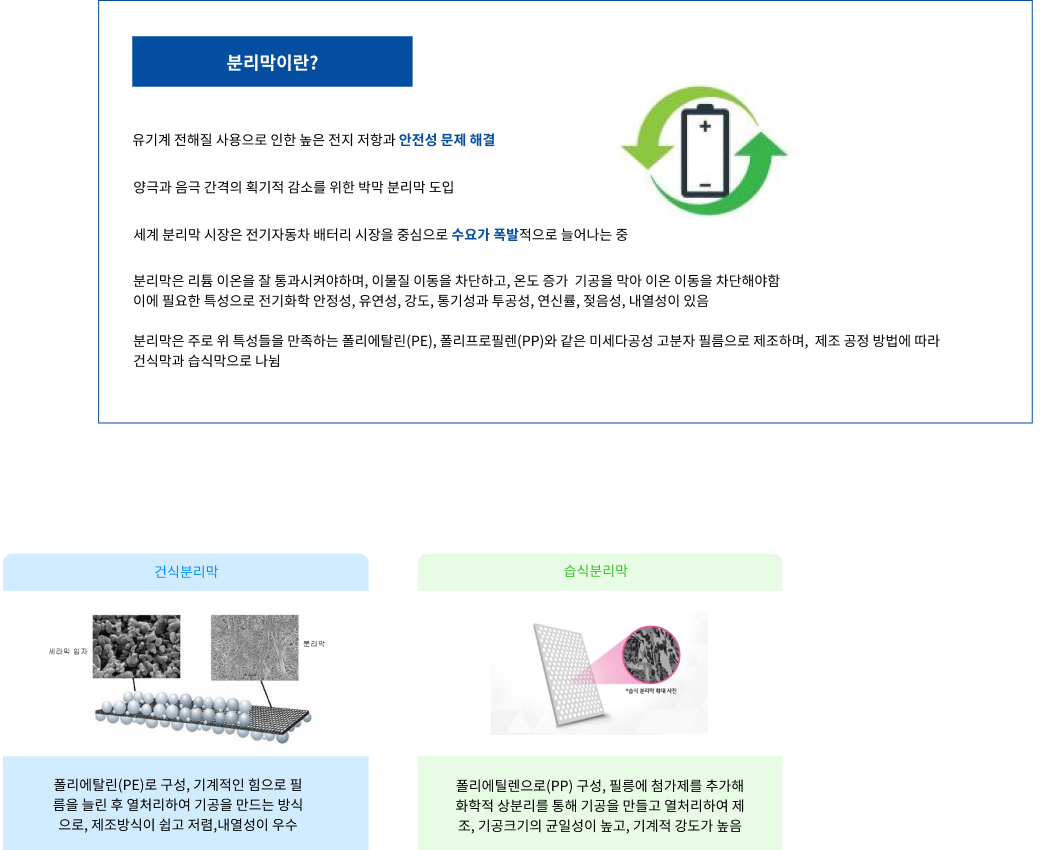 분리막이란?
유기계 전해질 사용으로 인한 높은 전지 저항과 안전성 문제 해결
양극과 음극 간격의 획기적 감소를 위한 박막 분리막 도입
세계 분리막 시장은 전기자동차 배터리 시장을 중심으로 수요가 폭발적으로 늘어나는 중
분리막은 리튬 이온을 잘 통과시켜야하며, 이물질 이동을 차단하고, 온도 증가  기공을 막아 이온 이동을 차단해야함
이에 필요한 특성으로 전기화학 안정성, 유연성, 강도, 통기성과 투공성, 연신률, 젖음성, 내열성이 있음
분리막은 주로 위 특성들을 만족하는 폴리에탈린(PE), 폴리프로필렌(PP)와 같은 미세다공성 고분자 필름으로 제조하며,  제조 공정 방법에 따라
건식막과 습식막으로 나뉨
건식분리막
습식분리막
세라믹 입자
분리막
*습식 분리막 확대 사진
폴리에탈린(PE)로 구성, 기계적인 힘으로 필
름을 늘린 후 열처리하여 기공을 만드는 방식
으로, 제조방식이 쉽고 저렴,내열성이 우수
폴리에틸렌으로(PP) 구성, 필릉에 첨가제를 추가해
화학적 상분리를 통해 기공을 만들고 열처리하여 제
조, 기공크기의 균일성이 높고, 기계적 강도가 높음